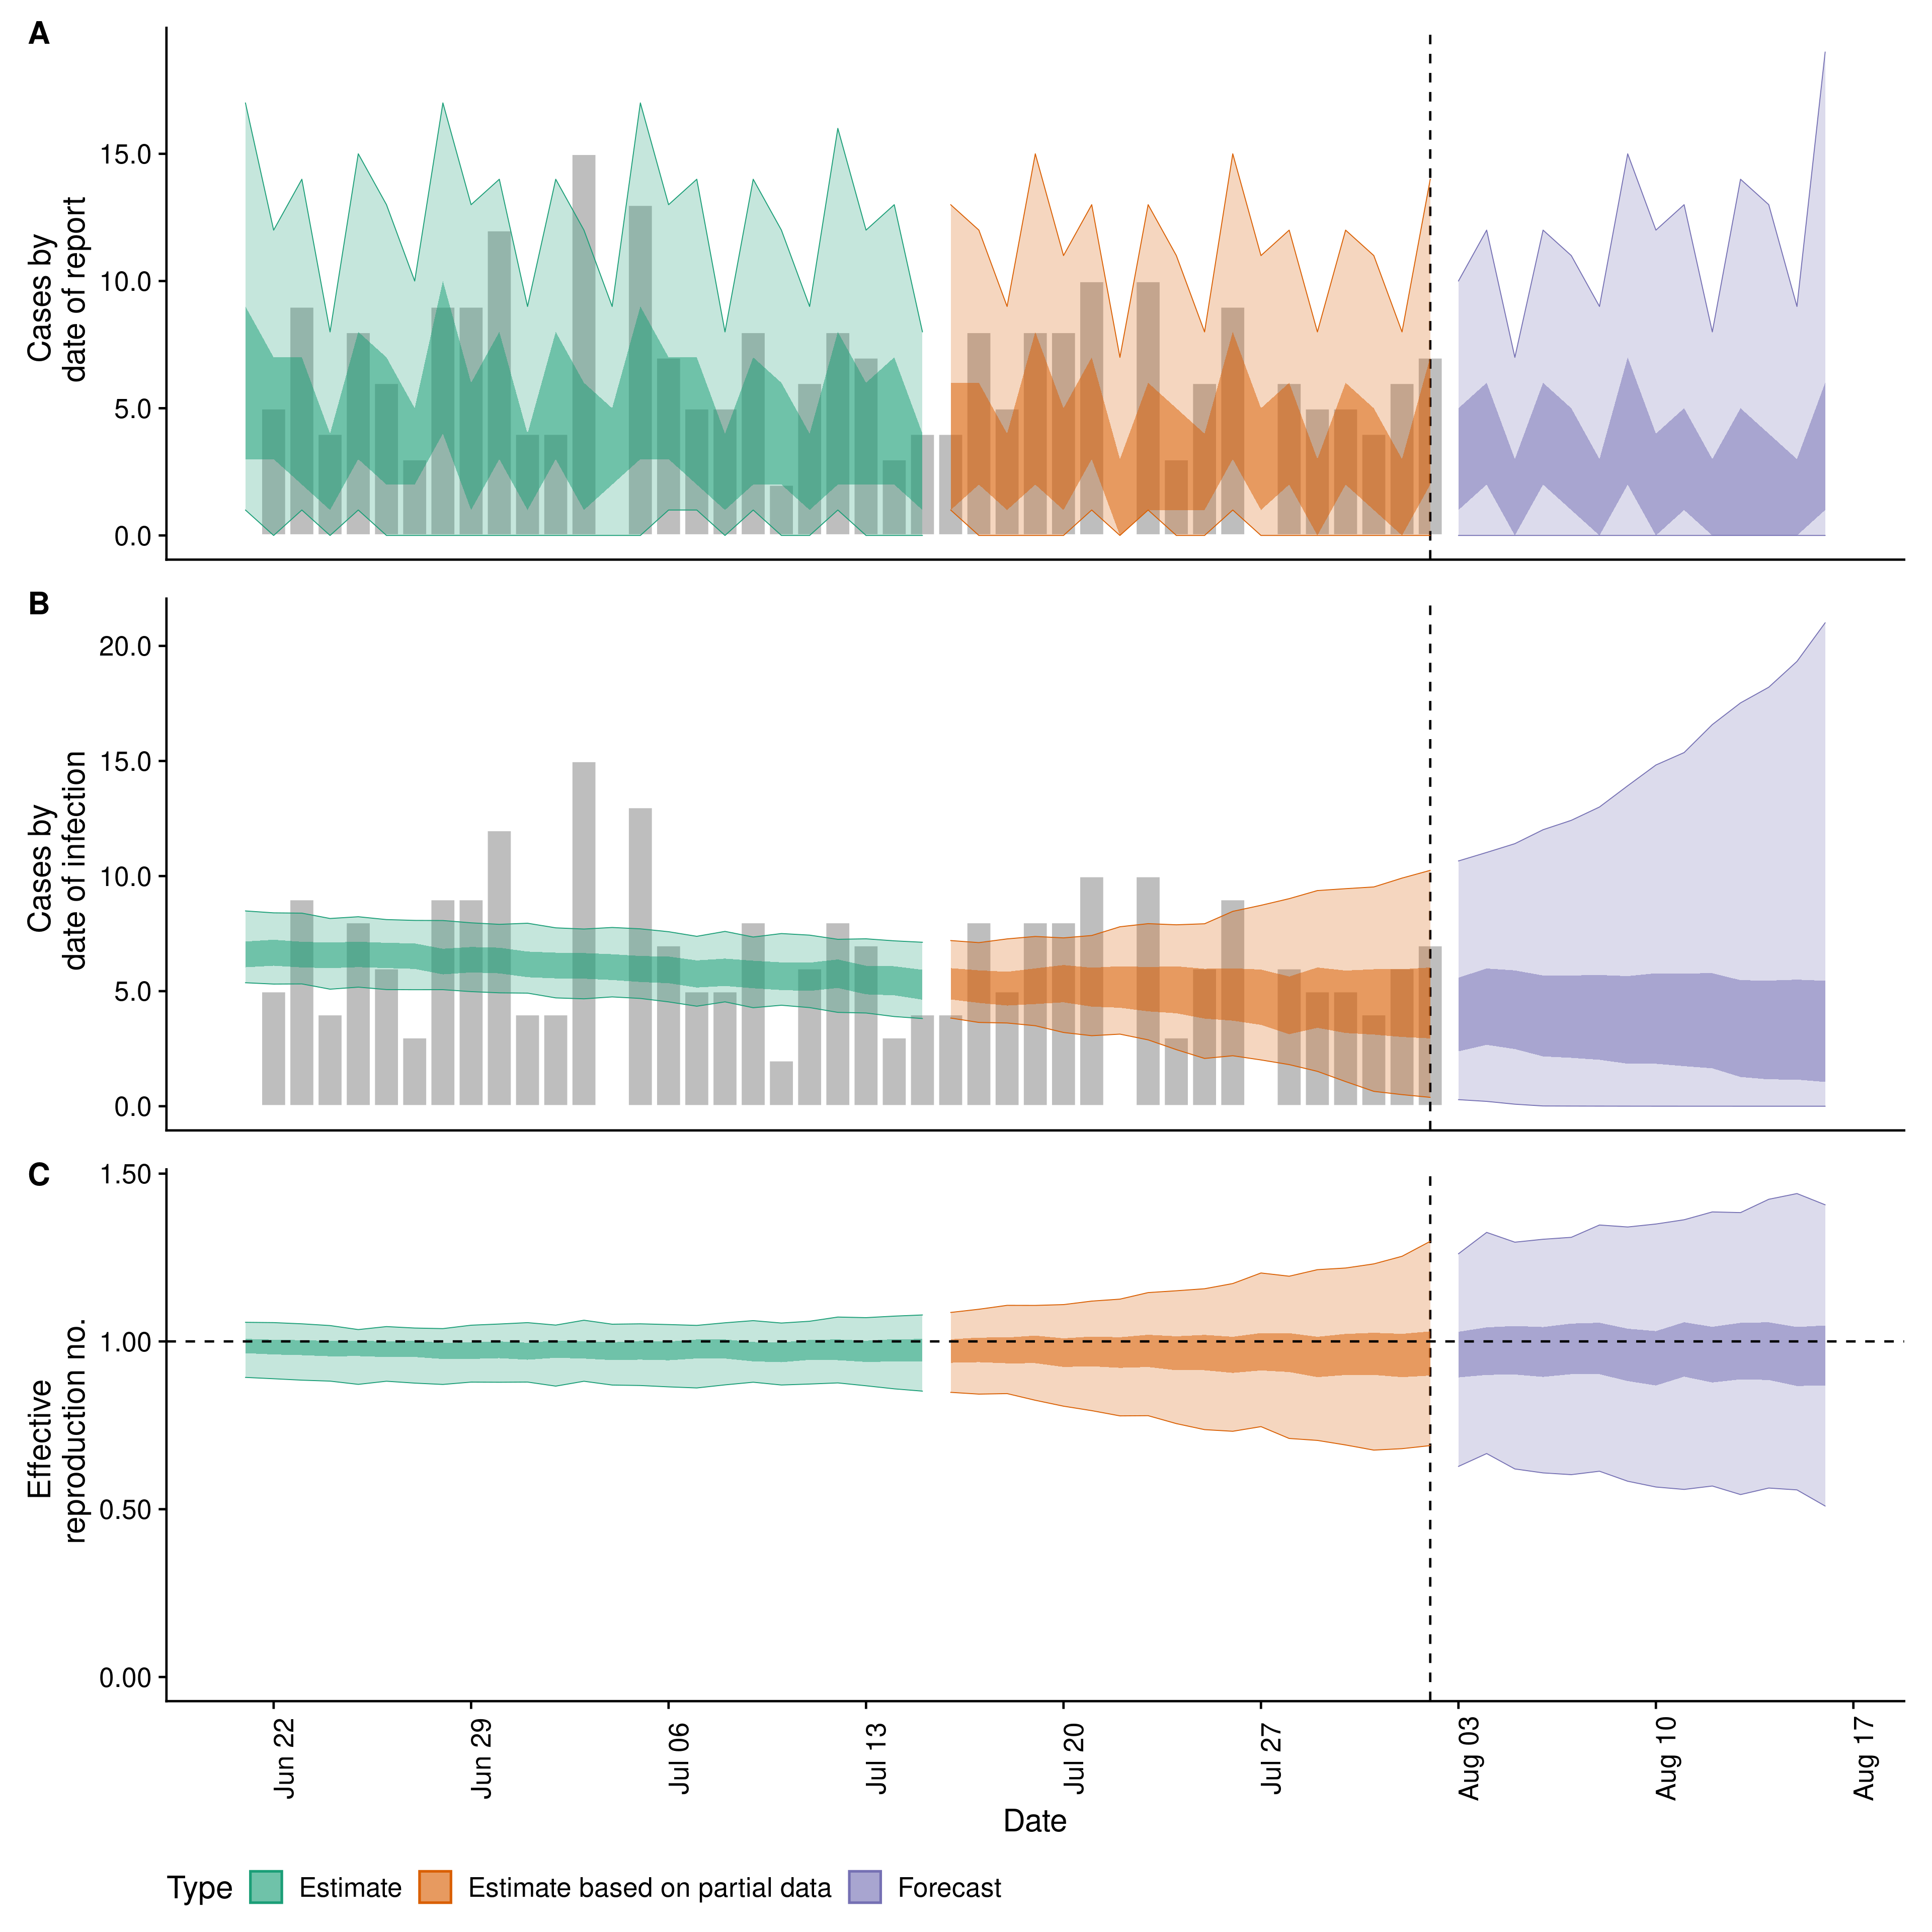 A
Cases by
date of report
15.0
10.0
5.0
0.0
B
Cases by
date of infection
20.0
15.0
10.0
5.0
0.0
C
Effective
reproduction no.
1.50
1.00
0.50
0.00
Jun 22
Jun 29
Jul 06
Jul 13
Jul 20
Jul 27
Aug 03
Aug 10
Aug 17
Date
Type Estimate Estimate based on partial data Forecast